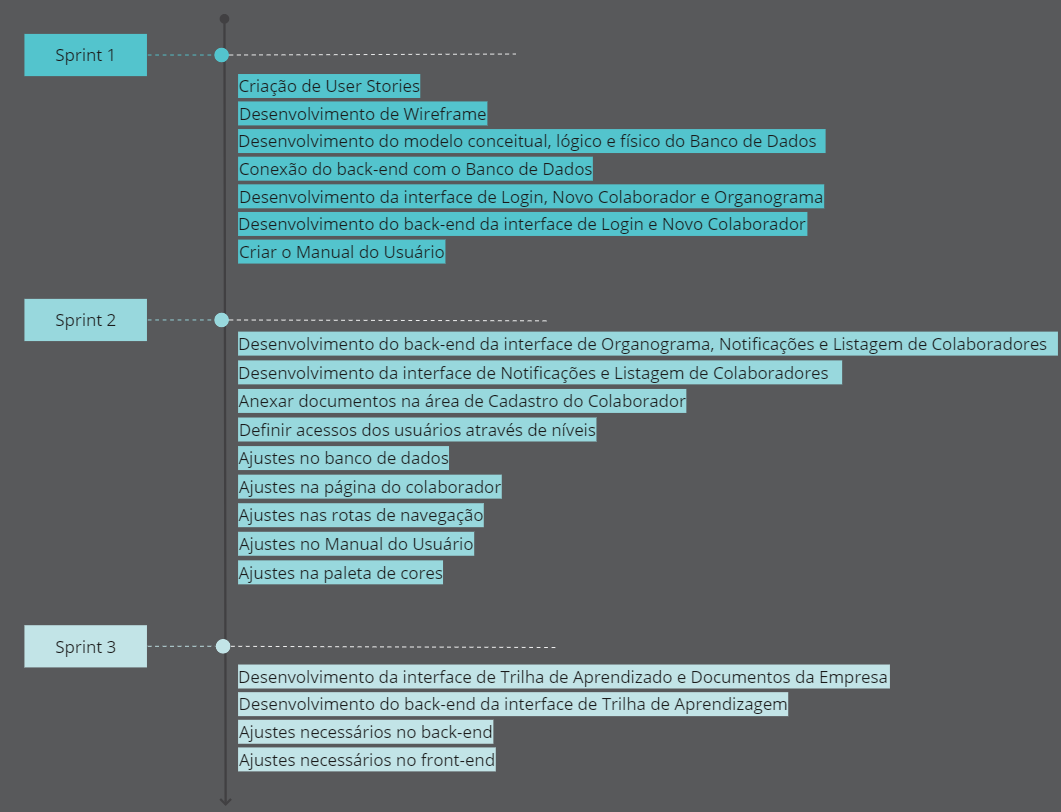 Sprint 1
Criação de User Stories
Desenvolvimento de Wireframe
Desenvolvimento do modelo conceitual, lógico e físico do Banco de Dados
Conexão do back-end com o Banco de Dados
Desenvolvimento da interface de Login, Novo Colaborador e Organograma
Desenvolvimento do back-end da interface de Login e Novo Colaborador
Criar o Manual do Usuário
Sprint 2
Desenvolvimento do back-end da interface de Organograma, Notificações e Listagem de Colaboradores
Desenvolvimento da interface de Notificações e Listagem de Colaboradores
Anexar documentos na área de Cadastro do Colaborador
Definir acessos dos usuários através de níveis
Ajustes no banco de dados
Ajustes na página do colaborador
Ajustes nas rotas de navegação
Ajustes no Manual do Usuário
Ajustes na paleta de cores
Sprint 3
Desenvolvimento da interface de Trilha de Aprendizado e Documentos da Empresa
Desenvolvimento do back-end da interface de Trilha de Aprendizagem
Ajustes necessários no back-end
Ajustes necessários no front-end